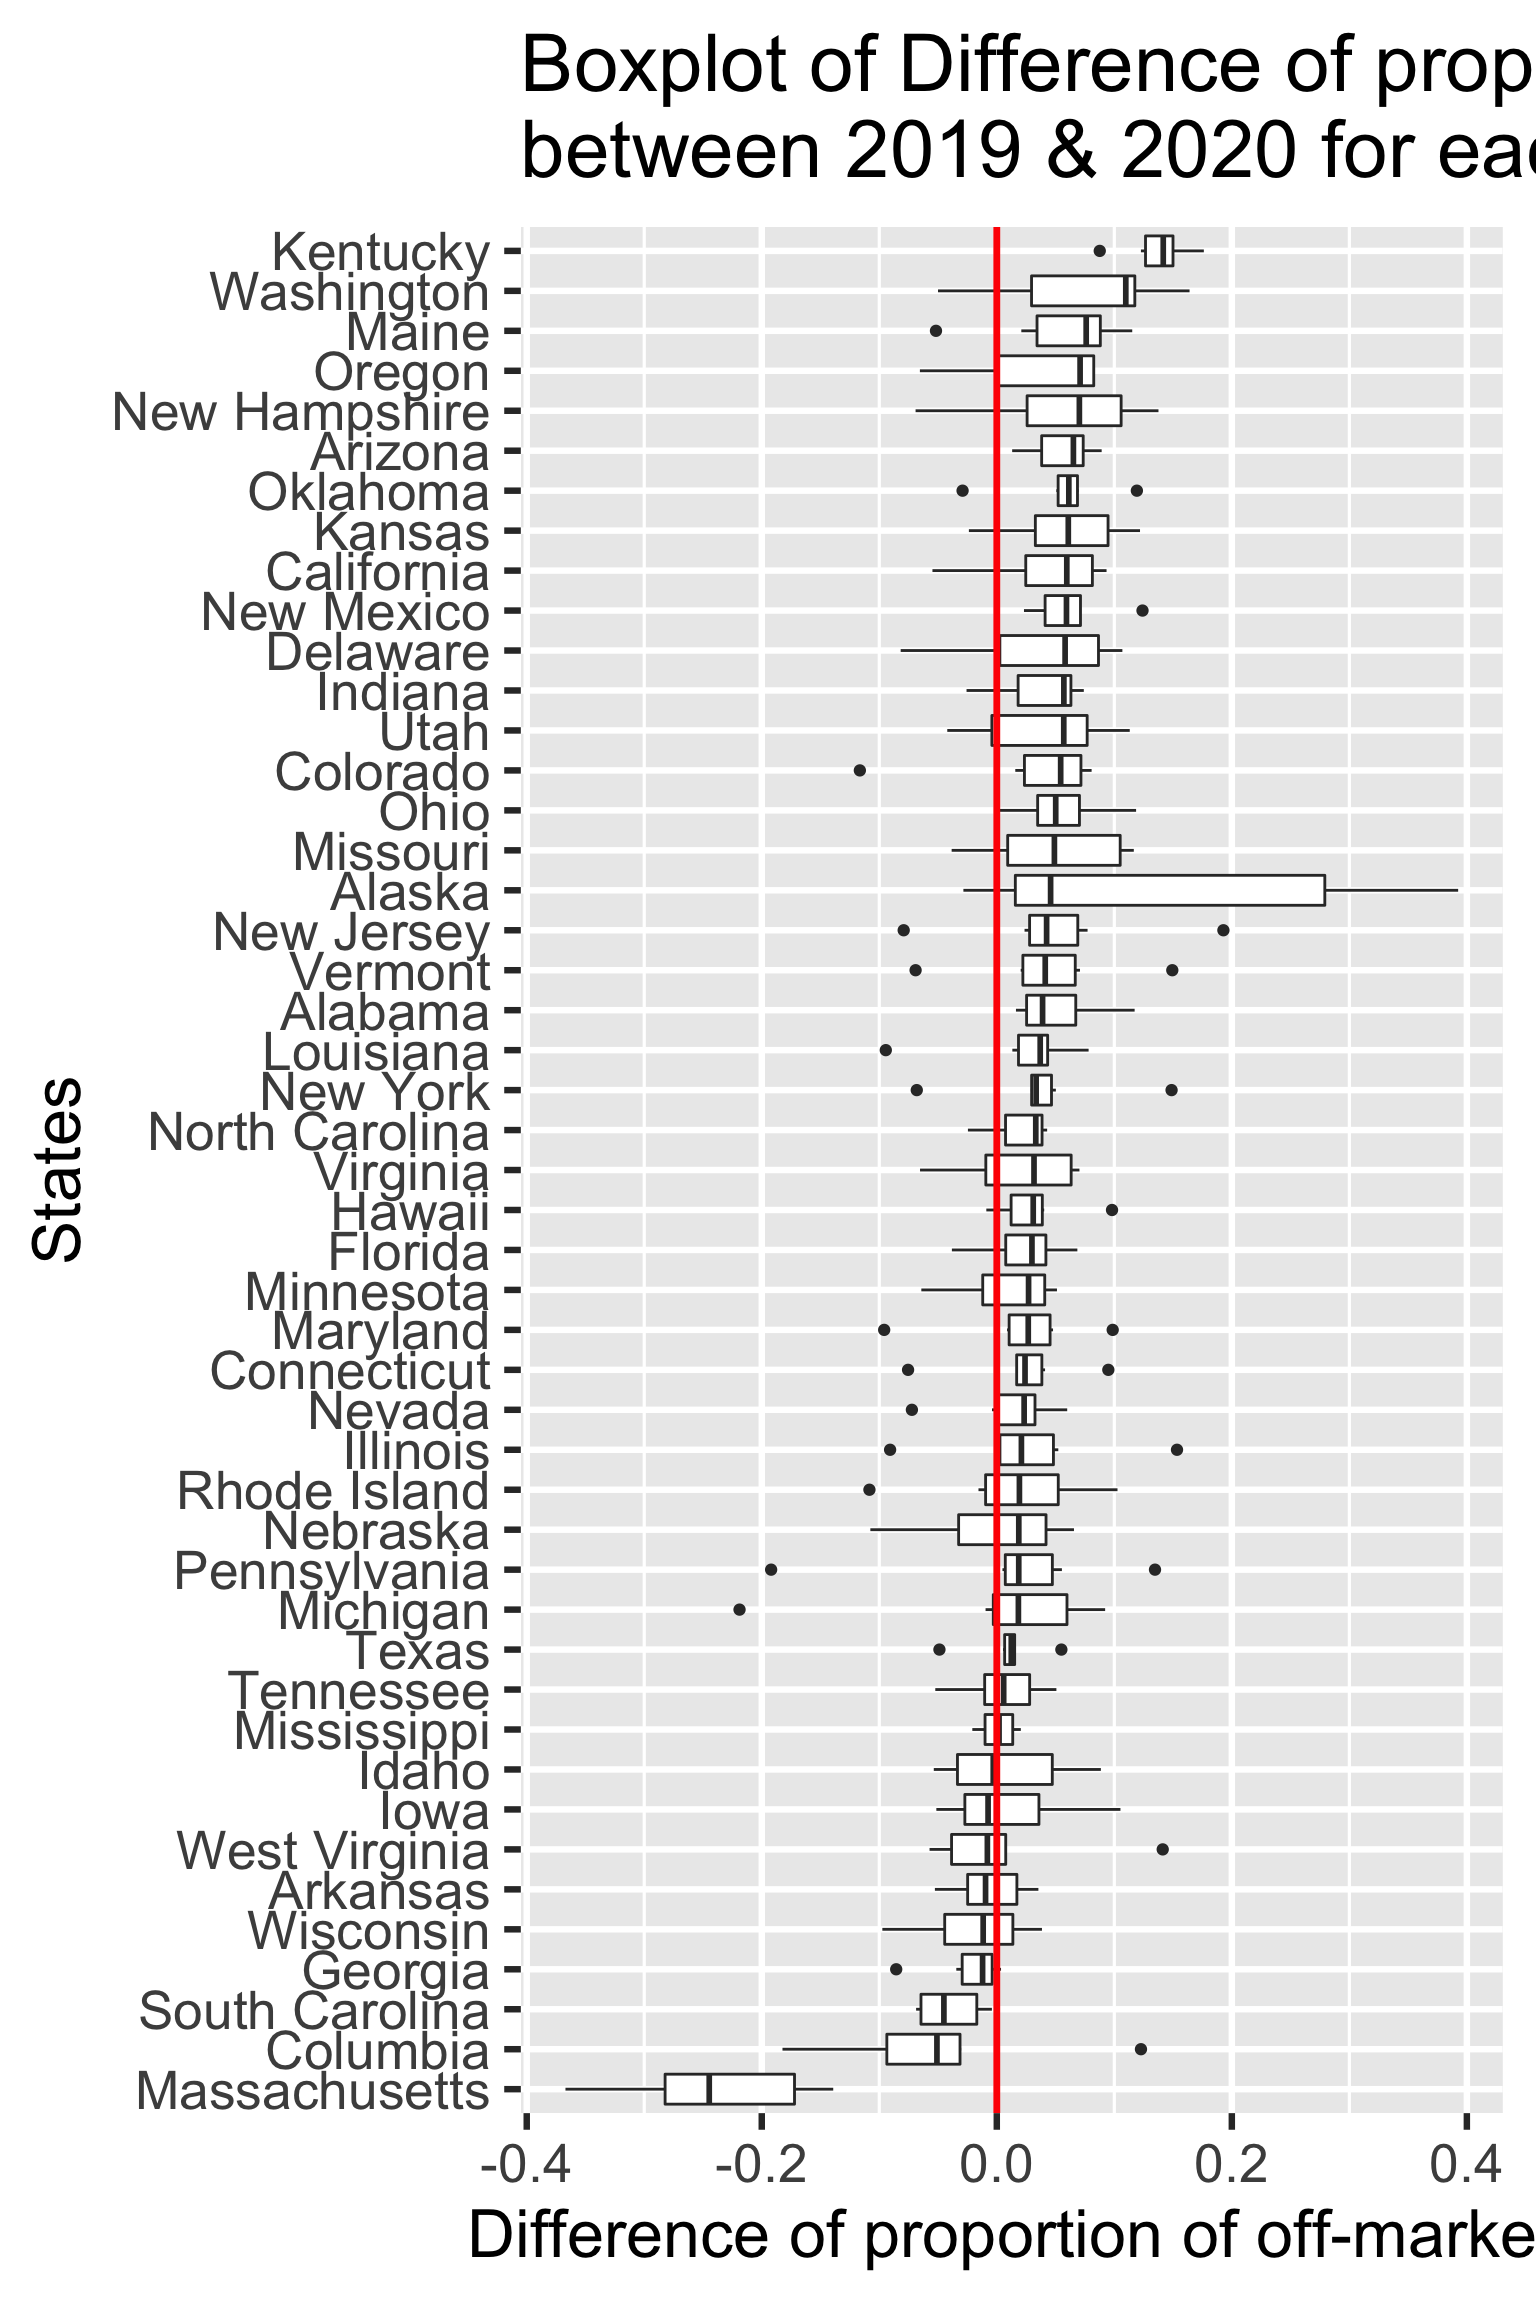 Boxplot of Difference of prop
between 2019 & 2020 for eac
Kentucky
Washington
Maine
Oregon
New Hampshire
Arizona
Oklahoma
Kansas
California
New Mexico
Delaware
Indiana
Utah
Colorado
Ohio
Missouri
Alaska
New Jersey
Vermont
Alabama
Louisiana
New York
North Carolina
Virginia
Hawaii
Florida
Minnesota
Maryland
Connecticut
Nevada
Illinois
Rhode Island
Nebraska
Pennsylvania
Michigan
Texas
Tennessee
Mississippi
Idaho
Iowa
West Virginia
Arkansas
Wisconsin
Georgia
South Carolina
Columbia
Massachusetts
States
-0.4 -0.2 0.0 0.2 0.4
Difference of proportion of off-marke